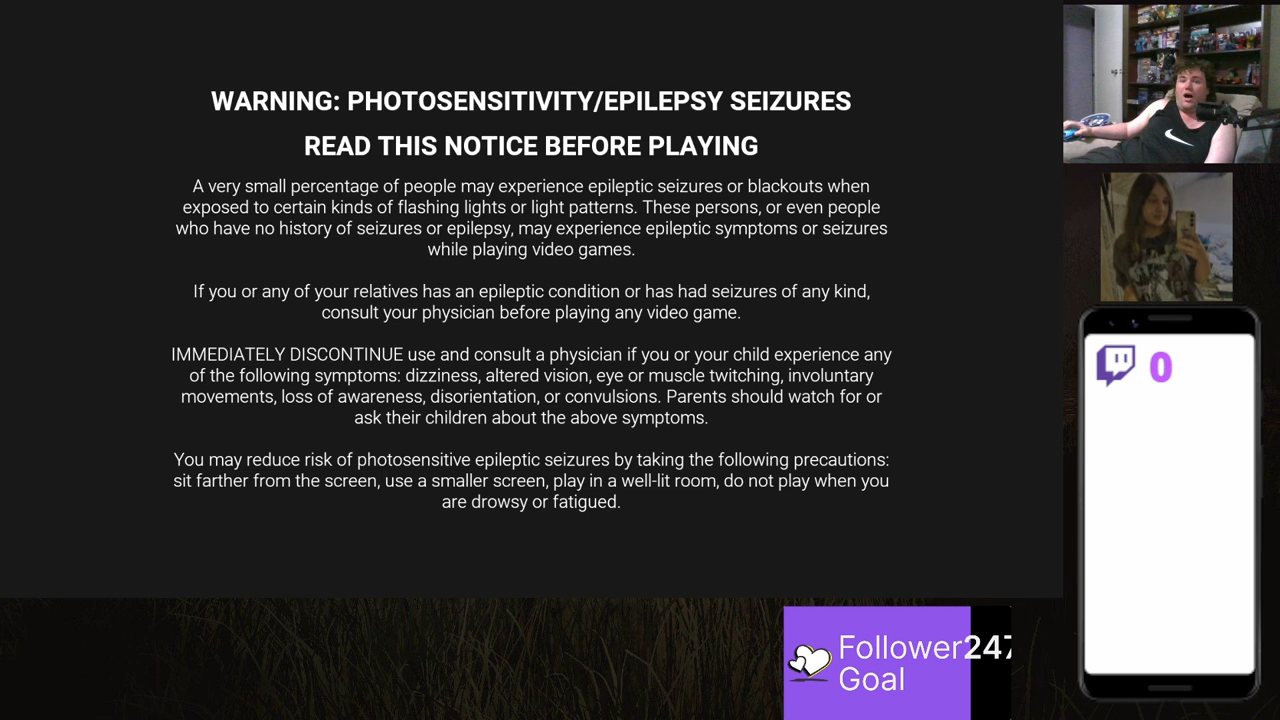 WARNING: PHOTOSENSITIVITY/EPILEPSY SEIZURES
READ THIS NOTICE BEFORE PLAYING
A very small percentage of people may experience epileptic seizures or blackouts when
exposed to certain kinds of flashing lights or light patterns. These persons, or even people
who have no history of seizures or epilepsy, may experience epileptic symptoms or seizures
while playing video games.
If you or any of your relatives has an epileptic condition or has had seizures of any kind,
consult your physician before playing any video game.
IMMEDIATELY DISCONTINUE use and consult a physician if you or your child experience any
of the following symptoms: dizziness, altered vision, eye or muscle twitching, involuntary
movements, loss of awareness, disorientation, or convulsions. Parents should watch for or
ask their children about the above symptoms.
You may reduce risk of photosensitive epileptic seizures by taking the following precautions:
sit farther from the screen, use a smaller screen, play in a well-lit room, do not play when you
are drowsy or fatigued.
0
Follower 247
Goal